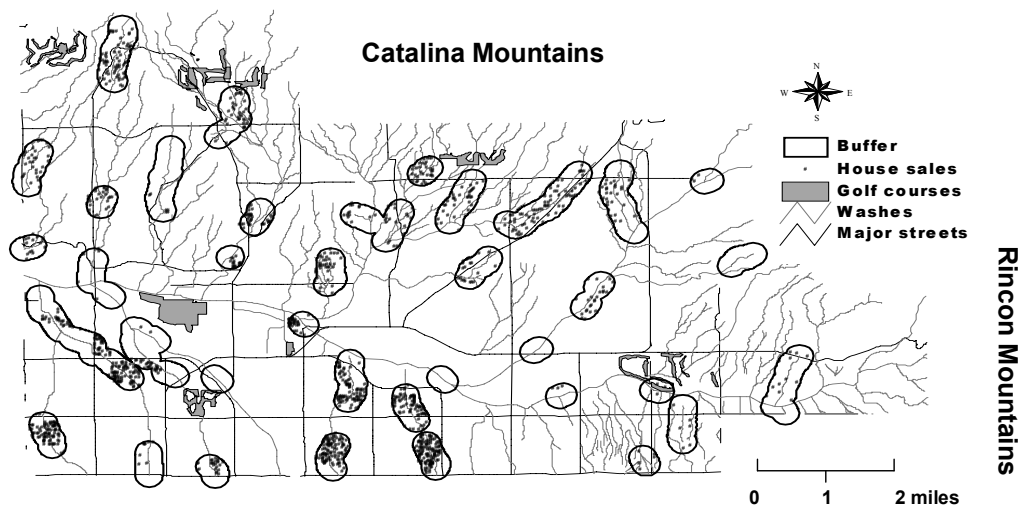 Catalina Mountains
N
W E
S
Buffer
House sales
Golf courses
Washes
Major streets
Rincon Mountains
0 1 2 miles